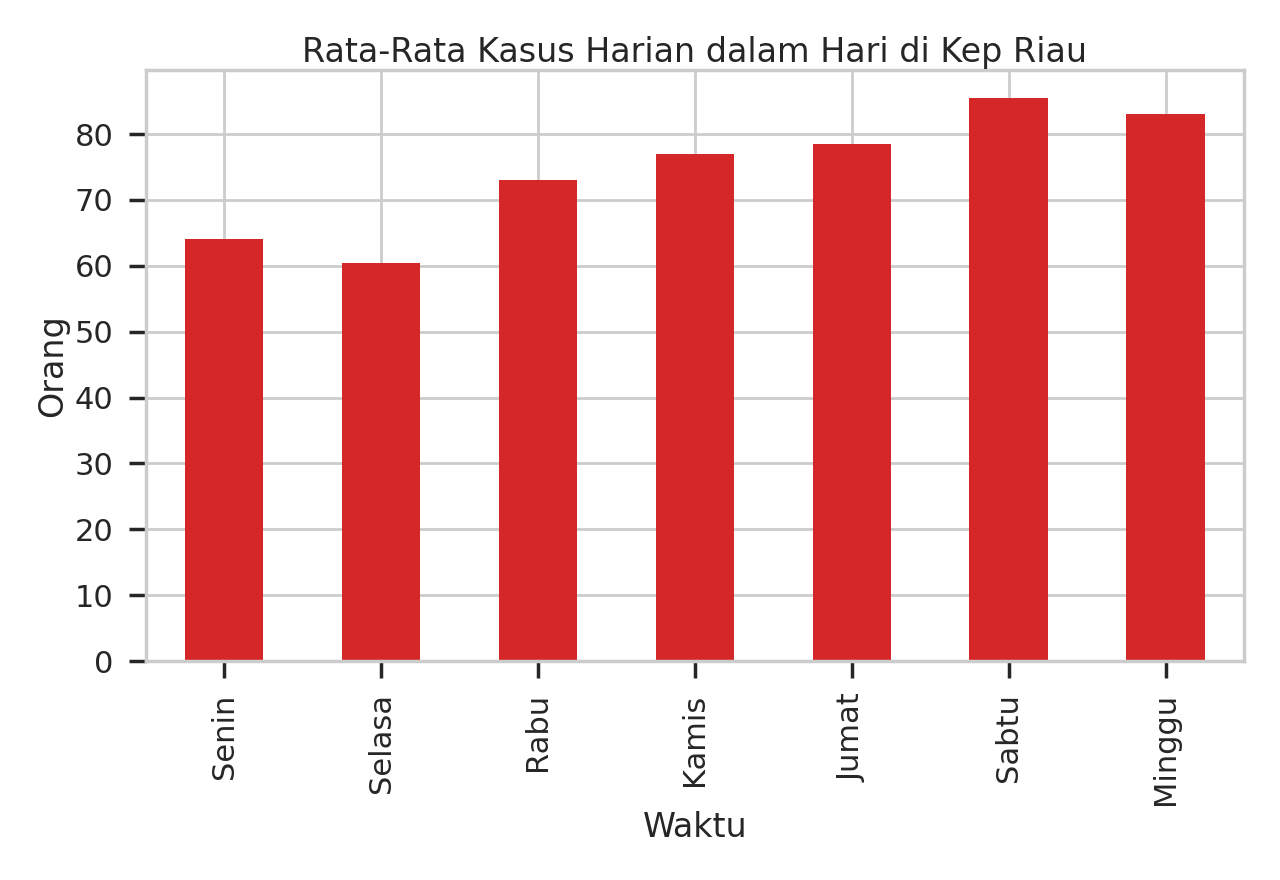 Rata-Rata Kasus Harian dalam Hari di Kep Riau
80
70
60
50
40
30
20
10
0
Orang
Senin
Selasa
Rabu
Kamis
Jumat
Sabtu
Minggu
Waktu